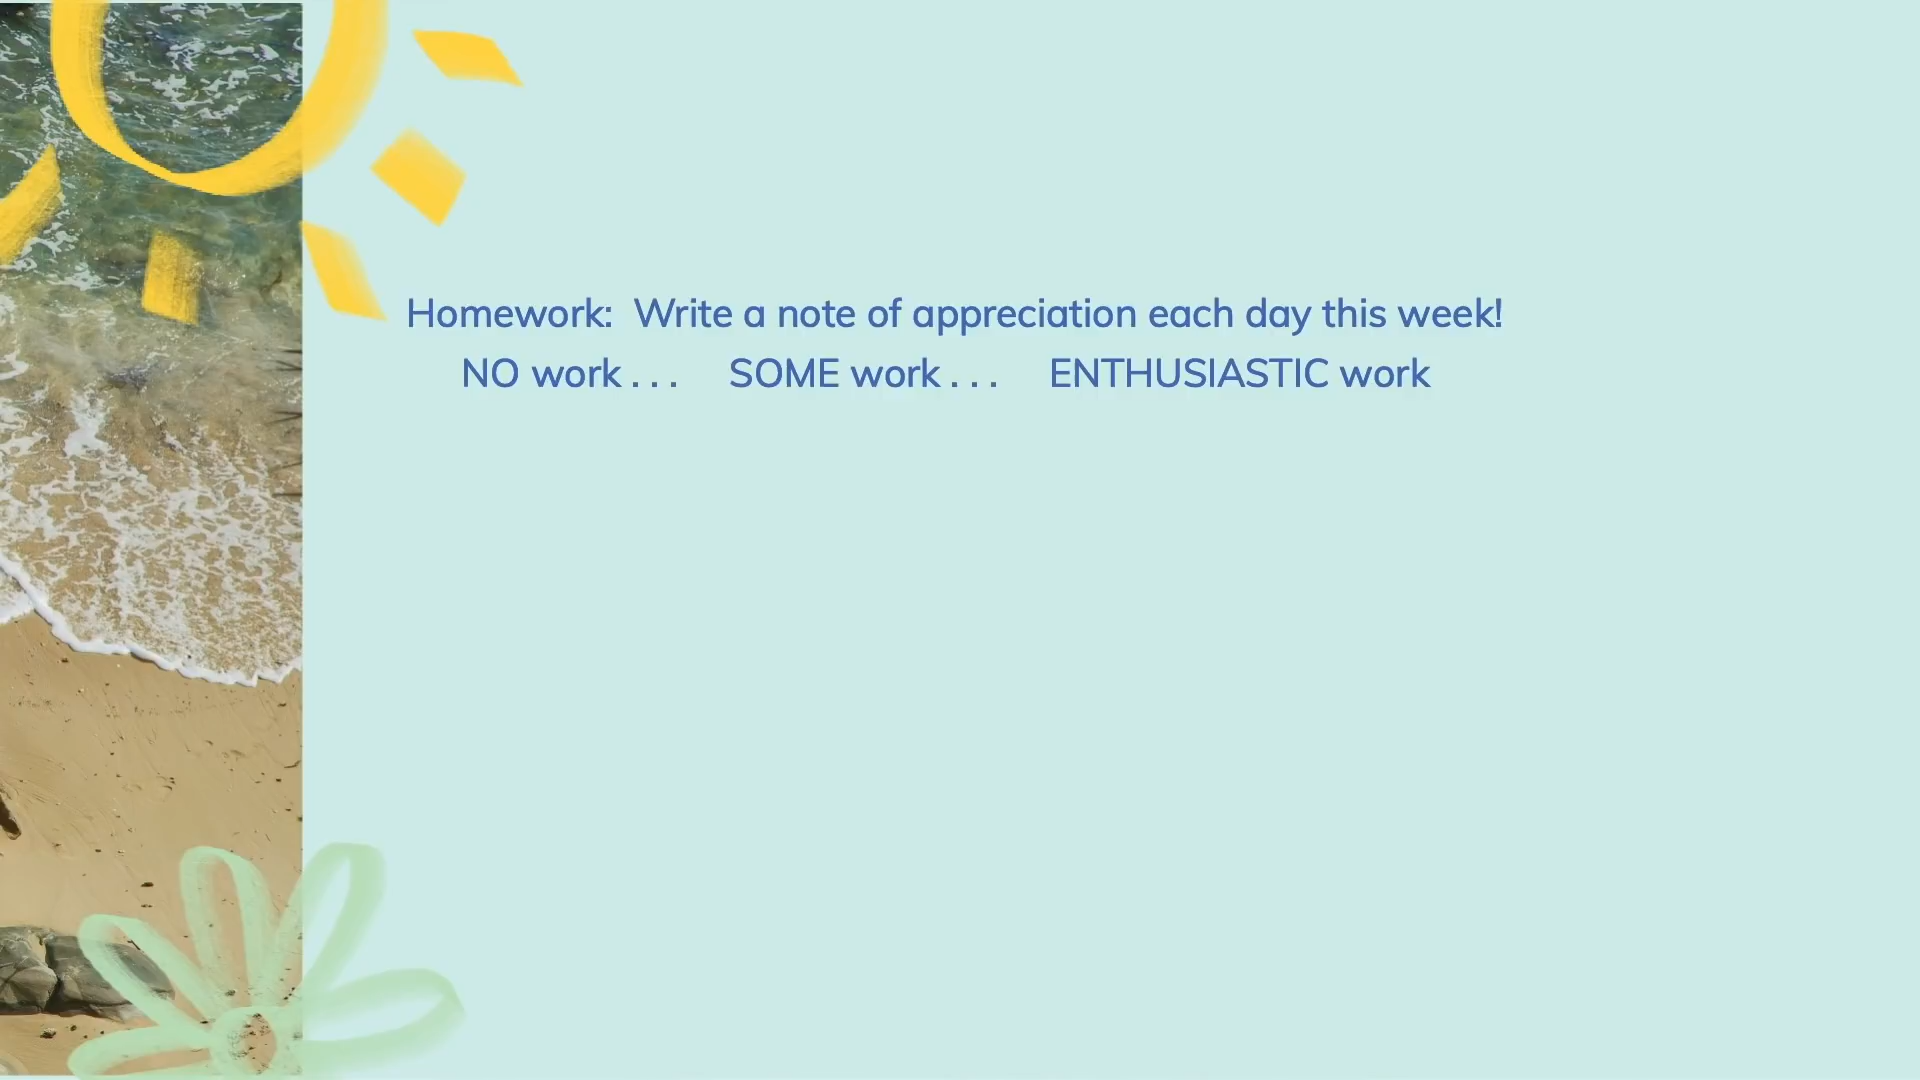 Homework:  Write a note of appreciation each day this week!
NO work . . .     SOME work . . .     ENTHUSIASTIC work